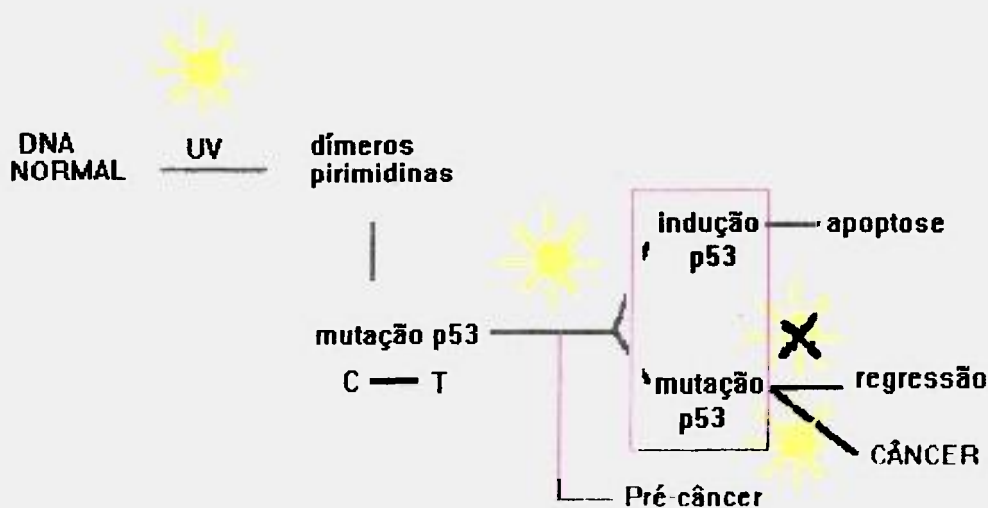 DNA
NORMAL
UV
dímeros
pirimidinas
indução
p53
apoptose
mutação p53
C — T
mutação
p53
regressão
CÂNCER
Pré-câncer